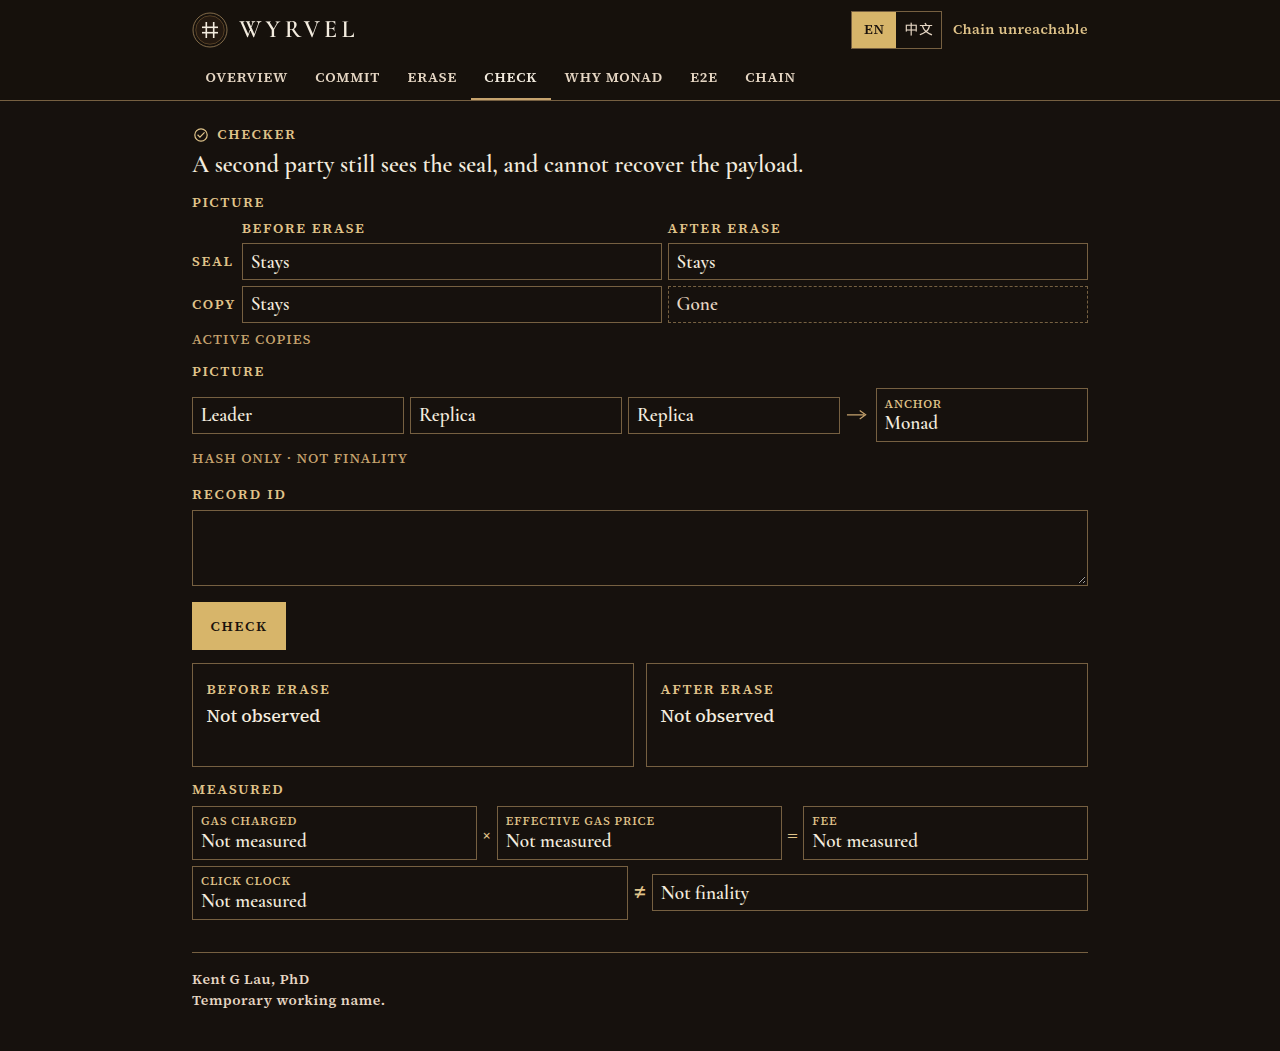 WYRVEL
EN 中文 Chain unreachable
OVERVIEW COMMIT ERASE CHECK WHY MONAD E2E CHAIN
CHECKER
A second party still sees the seal, and cannot recover the payload.
PICTURE
BEFORE ERASE AFTER ERASE
SEAL Stays Stays
COPY Stays Gone
ACTIVE COPIES
PICTURE
Leader Replica Replica → ANCHOR
Monad
HASH ONLY · NOT FINALITY
RECORD ID
CHECK
BEFORE ERASE AFTER ERASE
Not observed Not observed
MEASURED
GAS CHARGED EFFECTIVE GAS PRICE FEE
Not measured × Not measured = Not measured
CLICK CLOCK
Not measured ≠ Not finality
Kent G Lau, PhD
Temporary working name.